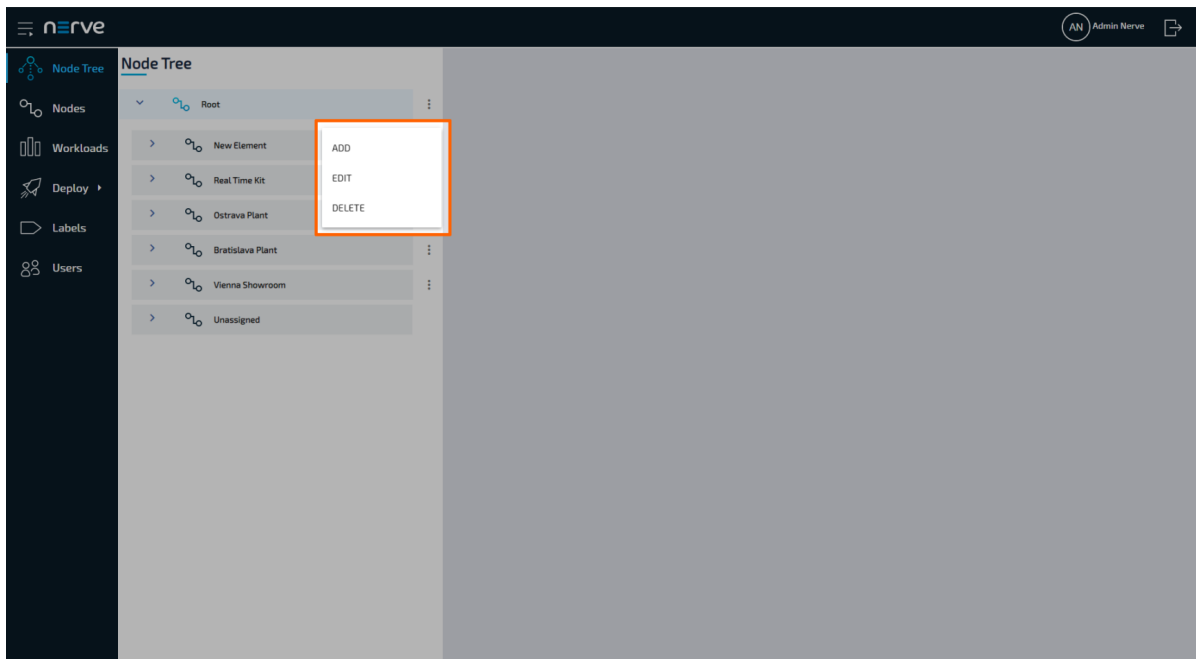 nerve
AN Admin Nerve
Node Tree
Nodes
Workloads
Deploy
Labels
Users
Node Tree
Root
New Element
Real Time Kit
Ostrava Plant
Bratislava Plant
Vienna Showroom
Unassigned
ADD
EDIT
DELETE